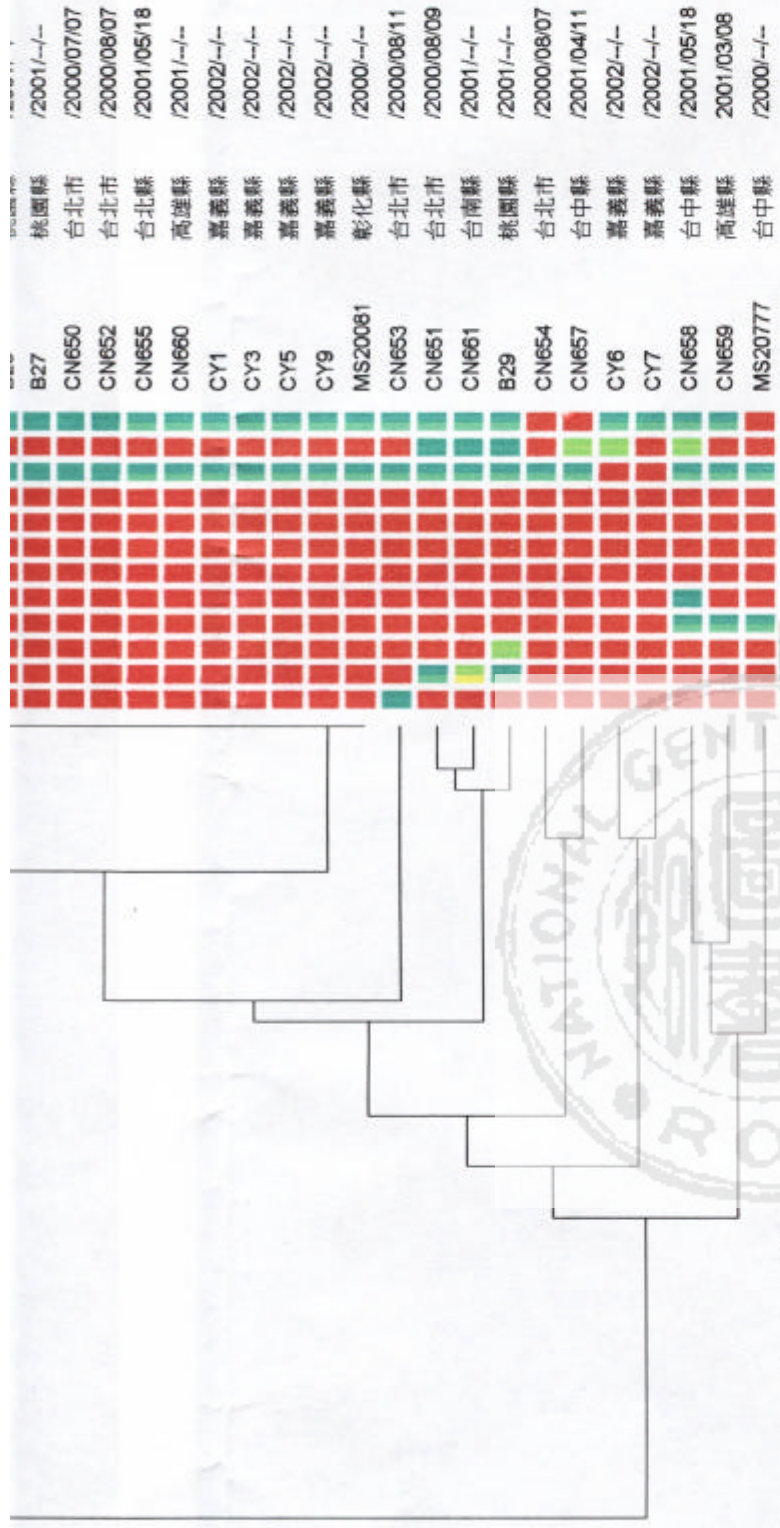 B27 桃園縣 /2001/--/--
CN650 台北市 /2000/07/07
CN652 台北市 /2000/08/07
CN655 台北縣 /2001/05/18
CN660 高雄縣 /2001/--/--
CY1 嘉義縣 /2002/--/--
CY3 嘉義縣 /2002/--/--
CY5 嘉義縣 /2002/--/--
CY9 嘉義縣 /2002/--/--
MS20081 彰化縣 /2000/--/--
CN653 台北市 /2000/08/11
CN651 台北市 /2000/08/09
CN661 台南縣 /2001/--/--
B29 桃園縣 /2001/--/--
CN654 台北市 /2000/08/07
CN657 台中縣 /2001/04/11
CY6 嘉義縣 /2002/--/--
CY7 嘉義縣 /2002/--/--
CN658 台中縣 /2001/05/18
CN659 高雄縣 2001/03/08
MS20777 台中縣 /2000/--/--
NATIONAL